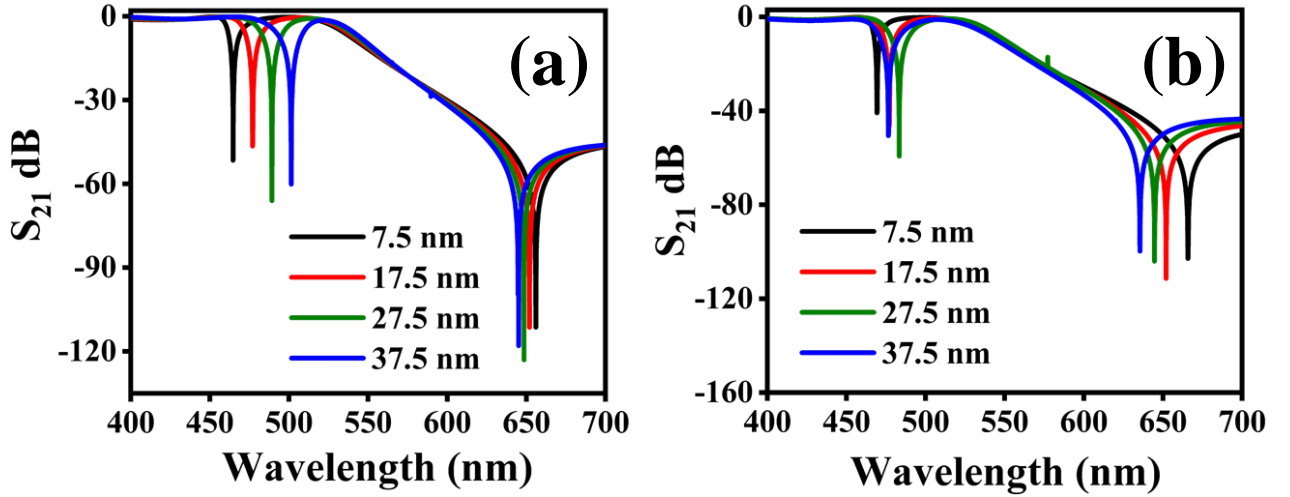 (a)
0
-30
-60
-90
-120
S21 dB
7.5 nm
17.5 nm
27.5 nm
37.5 nm
400 450 500 550 600 650 700
Wavelength (nm)
(b)
0
-40
-80
-120
-160
S21 dB
7.5 nm
17.5 nm
27.5 nm
37.5 nm
400 450 500 550 600 650 700
Wavelength (nm)